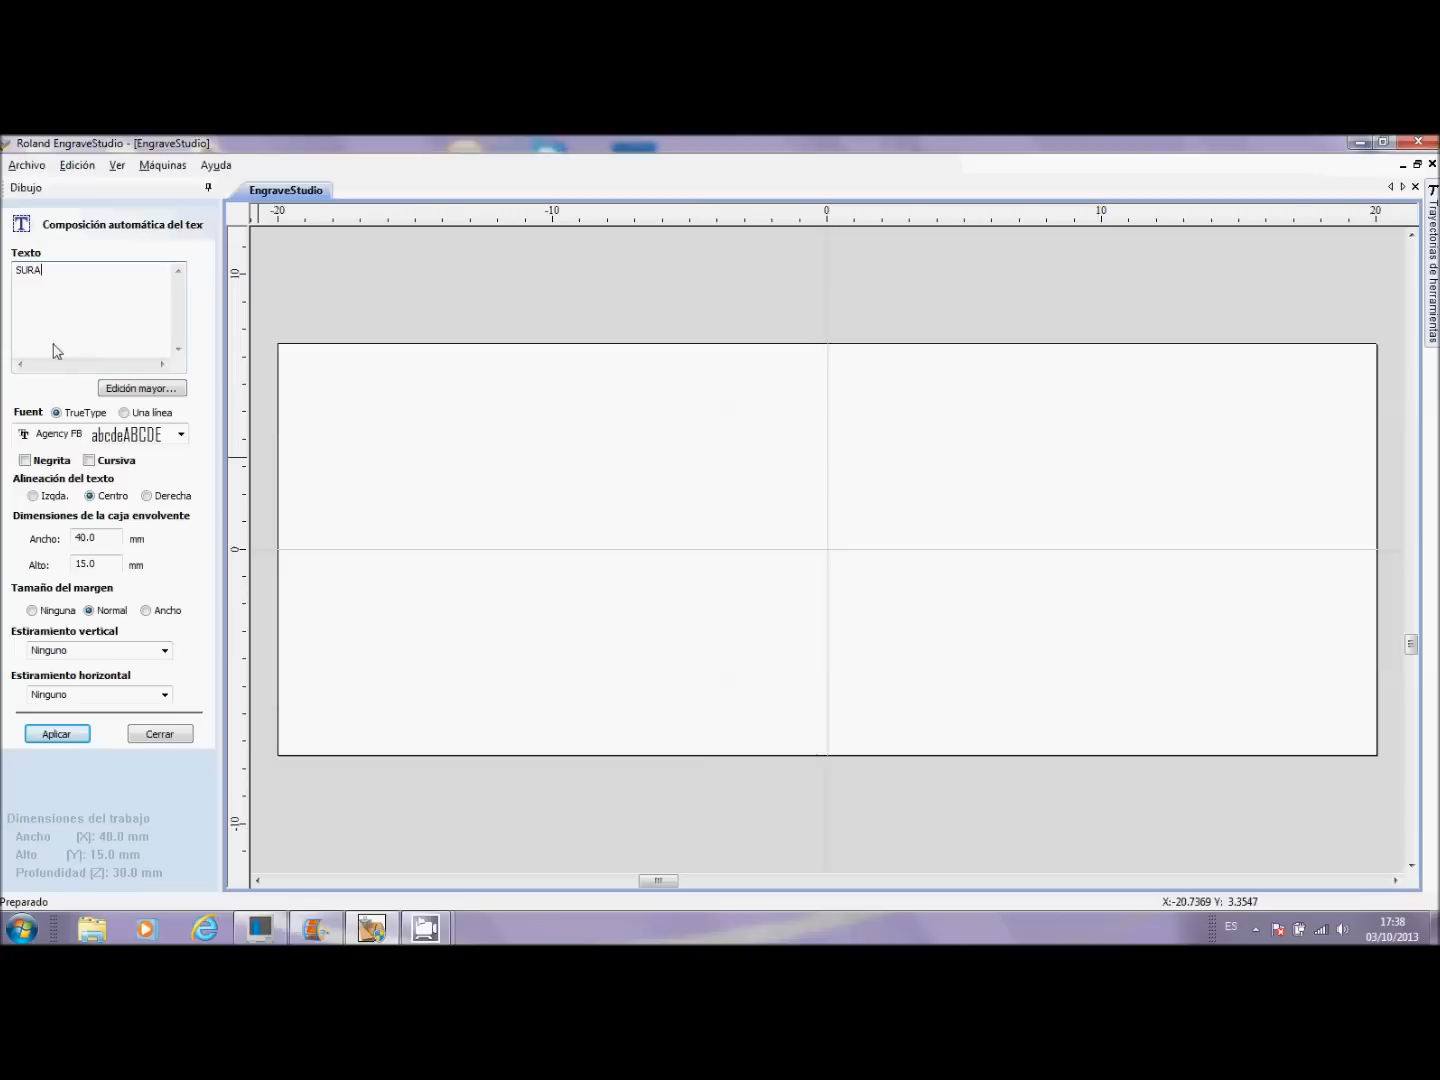 Roland EngraveStudio - [EngraveStudio]
Archivo Edición Ver Máquinas Ayuda
Dibujo
EngraveStudio
-20 -10 0 10 20
Composición automática del tex
Texto
SURA
Edición mayor...
Fuent TrueType Una línea
Agency FB abcdeABCDE
Negrita Cursiva
Alineación del texto
Izqda. Centro Derecha
Dimensiones de la caja envolvente
Ancho: 40.0 mm
Alto: 15.0 mm
Tamaño del margen
Ninguna Normal Ancho
Estiramiento vertical
Ninguno
Estiramiento horizontal
Ninguno
Aplicar Cerrar
Dimensiones del trabajo
Ancho [X]: 40.0 mm
Alto [Y]: 15.0 mm
Profundidad [Z]: 30.0 mm
10
0
-10
Trayectorias de herramientas
Preparado
X:-20.7369 Y: 3.3547
ES
17:38
03/10/2013